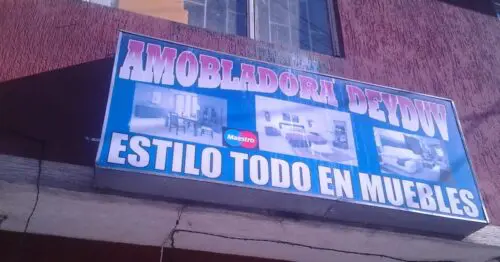 AMOBLADORA DEYDUV
Maestro
ESTILO TODO EN MUEBLES